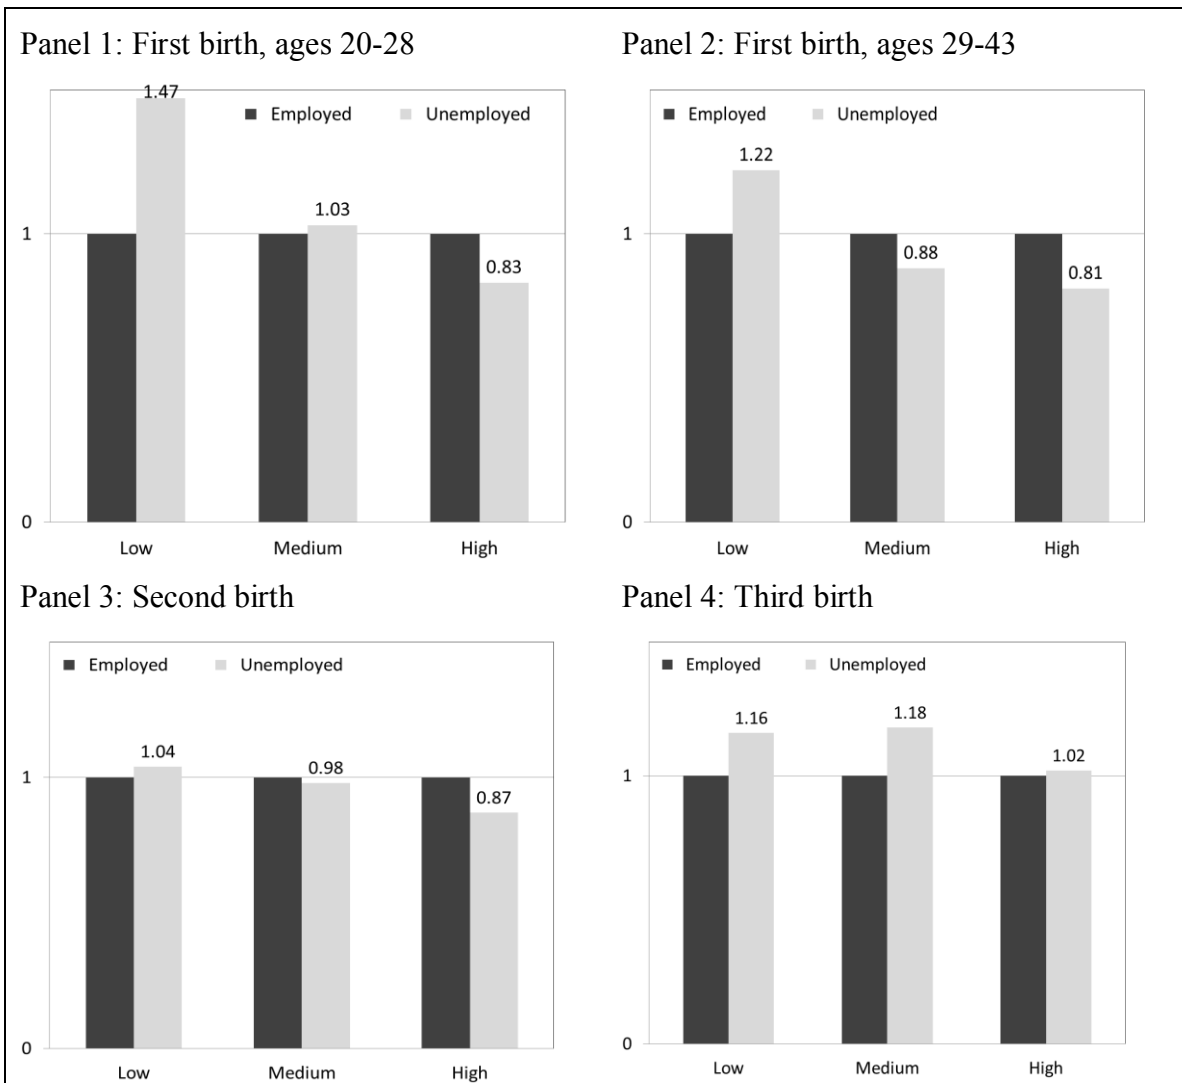 Panel 1: First birth, ages 20-28
1.47
Employed Unemployed
1.03
1
0.83
0
Low Medium High
Panel 2: First birth, ages 29-43
Employed Unemployed
1.22
1
0.88
0.81
0
Low Medium High
Panel 3: Second birth
Employed Unemployed
1.04
0.98
1
0.87
0
Low Medium High
Panel 4: Third birth
Employed Unemployed
1.16
1.18
1.02
1
0
Low Medium High